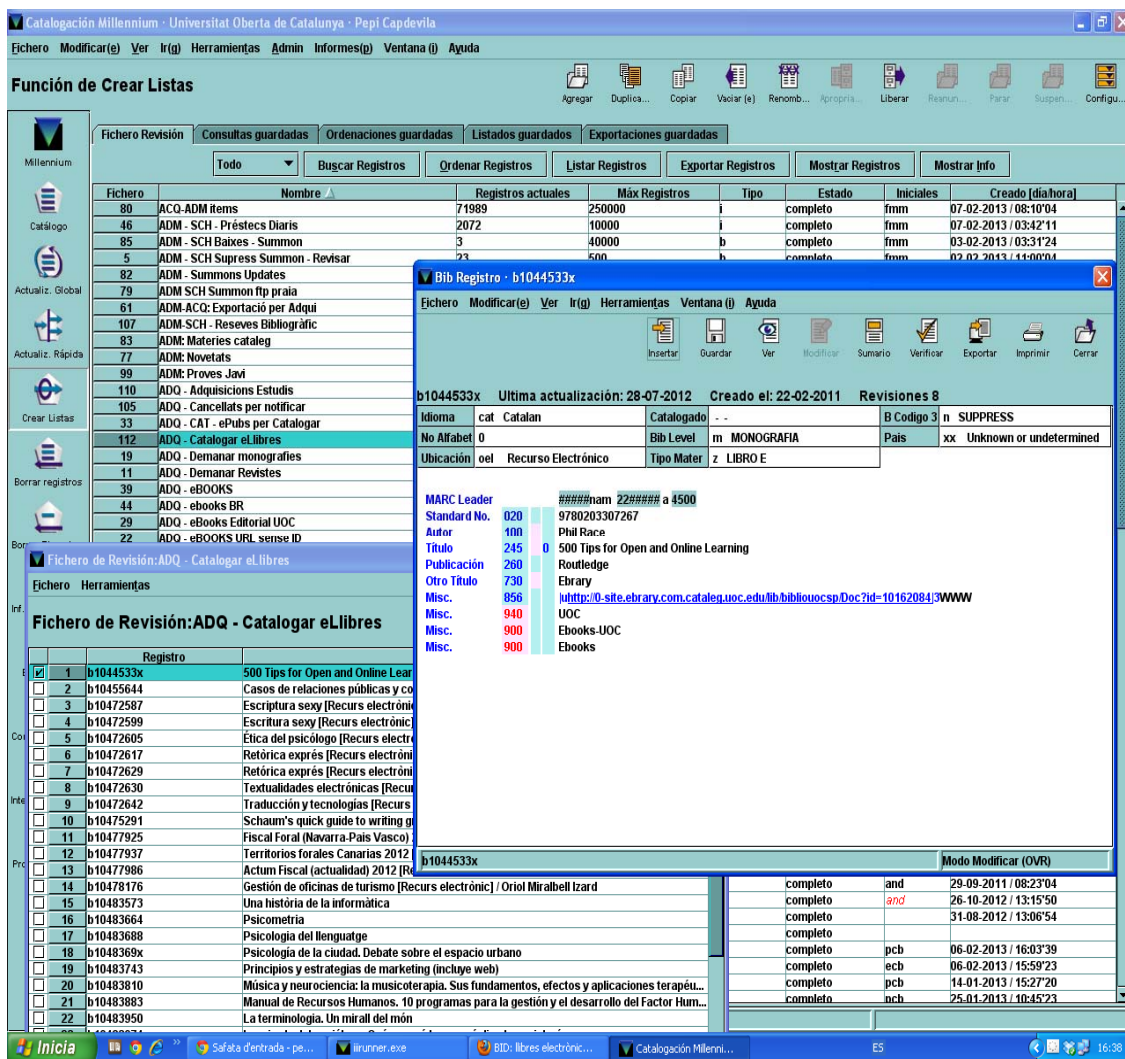 Catalogación Millennium · Universitat Oberta de Catalunya · Pepi Capdevila
Fichero Modificar(e) Ver Ir(g) Herramientas Admin Informes(p) Ventana (i) Ayuda
Función de Crear Listas
Agregar Duplica... Copiar Vaciar (e) Renomb... Apropria... Liberar Reanun... Parar Suspen... Configu...
Millennium
Catálogo
Actualiz. Global
Actualiz. Rápida
Crear Listas
Borrar registros
Fichero Revisión Consultas guardadas Ordenaciones guardadas Listados guardados Exportaciones guardadas
Todo Buscar Registros Ordenar Registros Listar Registros Exportar Registros Mostrar Registros Mostrar Info
Fichero Nombre Registros actuales Máx Registros Tipo Estado Iniciales Creado [día/hora]
80 ACQ-ADM items 71989 250000 i completo fmm 07-02-2013 / 08:10'04
46 ADM - SCH - Préstecs Diaris 2072 10000 i completo fmm 07-02-2013 / 03:42'11
85 ADM - SCH Baixes - Summon 3 40000 b completo fmm 03-02-2013 / 03:31'24
5 ADM - SCH Supress Summon - Revisar 23 500 b completo fmm 02-02-2013 / 11:00'04
82 ADM - Summons Updates
79 ADM SCH Summon ftp praia
61 ADM-ACQ: Exportació per Adqui
107 ADM-SCH - Reseves Bibliogràfic
83 ADM: Materies cataleg
77 ADM: Novetats
99 ADM: Proves Javi
110 ADQ - Adquisicions Estudis
105 ADQ - Cancellats per notificar
33 ADQ - CAT - ePubs per Catalogar
112 ADQ - Catalogar eLlibres
19 ADQ - Demanar monografies
11 ADQ - Demanar Revistes
39 ADQ - eBOOKS
44 ADQ - ebooks BR
29 ADQ - eBooks Editorial UOC
22 ADQ - eBOOKS URL sense ID
Bib Registro · b1044533x
Fichero Modificar(e) Ver Ir(g) Herramientas Ventana (i) Ayuda
Insertar Guardar Ver Modificar Sumario Verificar Exportar Imprimir Cerrar
b1044533x Ultima actualización: 28-07-2012 Creado el: 22-02-2011 Revisiones 8
Idioma cat Catalan Catalogado - - B Codigo 3 n SUPPRESS
No Alfabet 0 Bib Level m MONOGRAFIA Pais xx Unknown or undetermined
Ubicación oel Recurso Electrónico Tipo Mater z LIBRO E
MARC Leader #####nam 22##### a 4500
Standard No. 020 9780203307267
Autor 100 Phil Race
Título 245 0 500 Tips for Open and Online Learning
Publicación 260 Routledge
Otro Título 730 Ebrary
Misc. 856 |uhttp://0-site.ebrary.com.cataleg.uoc.edu/lib/bibliouocsp/Doc?id=10162084|3WWW
Misc. 940 UOC
Misc. 900 Ebooks-UOC
Misc. 900 Ebooks
b1044533x Modo Modificar (OVR)
Fichero de Revisión:ADQ - Catalogar eLlibres
Fichero Herramientas
Fichero de Revisión:ADQ - Catalogar eLlibres
Registro
1 b1044533x 500 Tips for Open and Online Lear
2 b10455644 Casos de relaciones públicas y co
3 b10472587 Escriptura sexy [Recurs electròni
4 b10472599 Escritura sexy [Recurs electrònic]
5 b10472605 Ética del psicólogo [Recurs electr
6 b10472617 Retòrica exprés [Recurs electròni
7 b10472629 Retórica exprés [Recurs electròni
8 b10472630 Textualidades electrónicas [Recu
9 b10472642 Traducción y tecnologías [Recurs
10 b10475291 Schaum's quick guide to writing g
11 b10477925 Fiscal Foral (Navarra-Pais Vasco)
12 b10477937 Territorios forales Canarias 2012
13 b10477986 Actum Fiscal (actualidad) 2012 [Re
14 b10478176 Gestión de oficinas de turismo [Recurs electrònic] / Oriol Miralbell Izard
15 b10483573 Una història de la informàtica
16 b10483664 Psicometria
17 b10483688 Psicologia del llenguatge
18 b1048369x Psicología de la ciudad. Debate sobre el espacio urbano
19 b10483743 Principios y estrategias de marketing (incluye web)
20 b10483810 Música y neurociencia: la musicoterapia. Sus fundamentos, efectos y aplicaciones terapéu...
21 b10483883 Manual de Recursos Humanos. 10 programas para la gestión y el desarrollo del Factor Hum...
22 b10483950 La terminologia. Un mirall del món
completo and 29-09-2011 / 08:23'04
completo and 26-10-2012 / 13:15'50
completo 31-08-2012 / 13:06'54
completo
completo pcb 06-02-2013 / 16:03'39
completo ecb 06-02-2013 / 15:59'23
completo pcb 14-01-2013 / 15:27'20
completo pcb 25-01-2013 / 10:45'23
Inicia Safata d'entrada - pe... iirunner.exe BID: llibres electrònic... Catalogación Millenni... ES 16:38